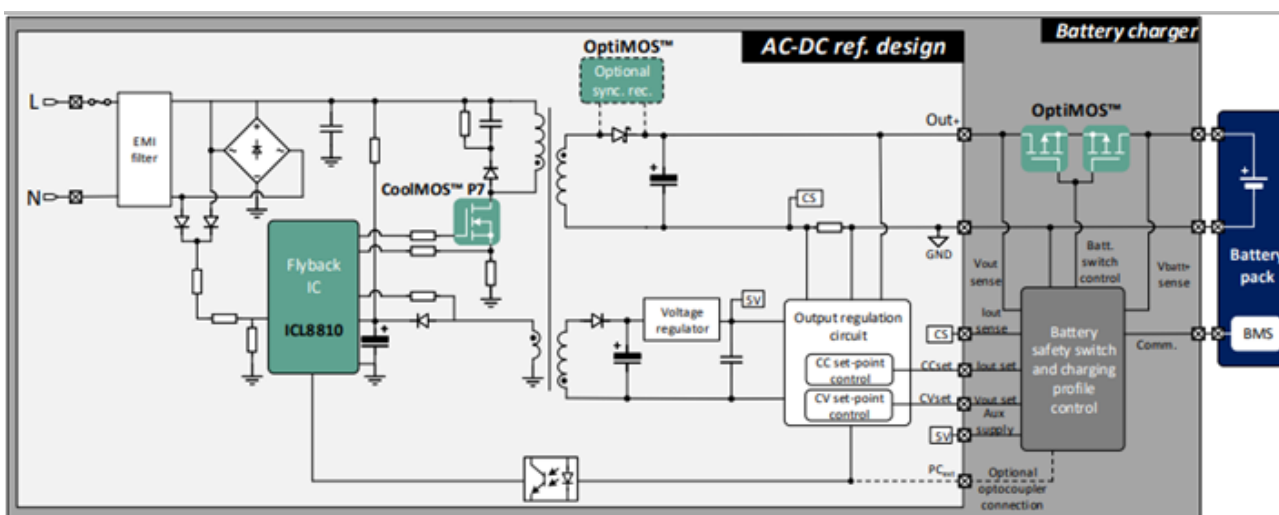 Battery charger
AC-DC ref. design
OptiMOS™
Optional
sync. rec.
L
EMI
filter
N
CoolMOS™ P7
Flyback
IC
ICL8810
Out+
CS
GND
OptiMOS™
Vout
sense
Batt.
switch
control
Vbatt+
sense
Battery
pack
BMS
Voltage
regulator
5V
Output regulation
circuit
CC set-point
control
CV set-point
control
Iout
sense
CS
CCset
Iout set
CVset
Vout set
Aux
supply
5V
Battery
safety switch
and charging
profile
control
Comm.
PCext
Optional
optocoupler
connection